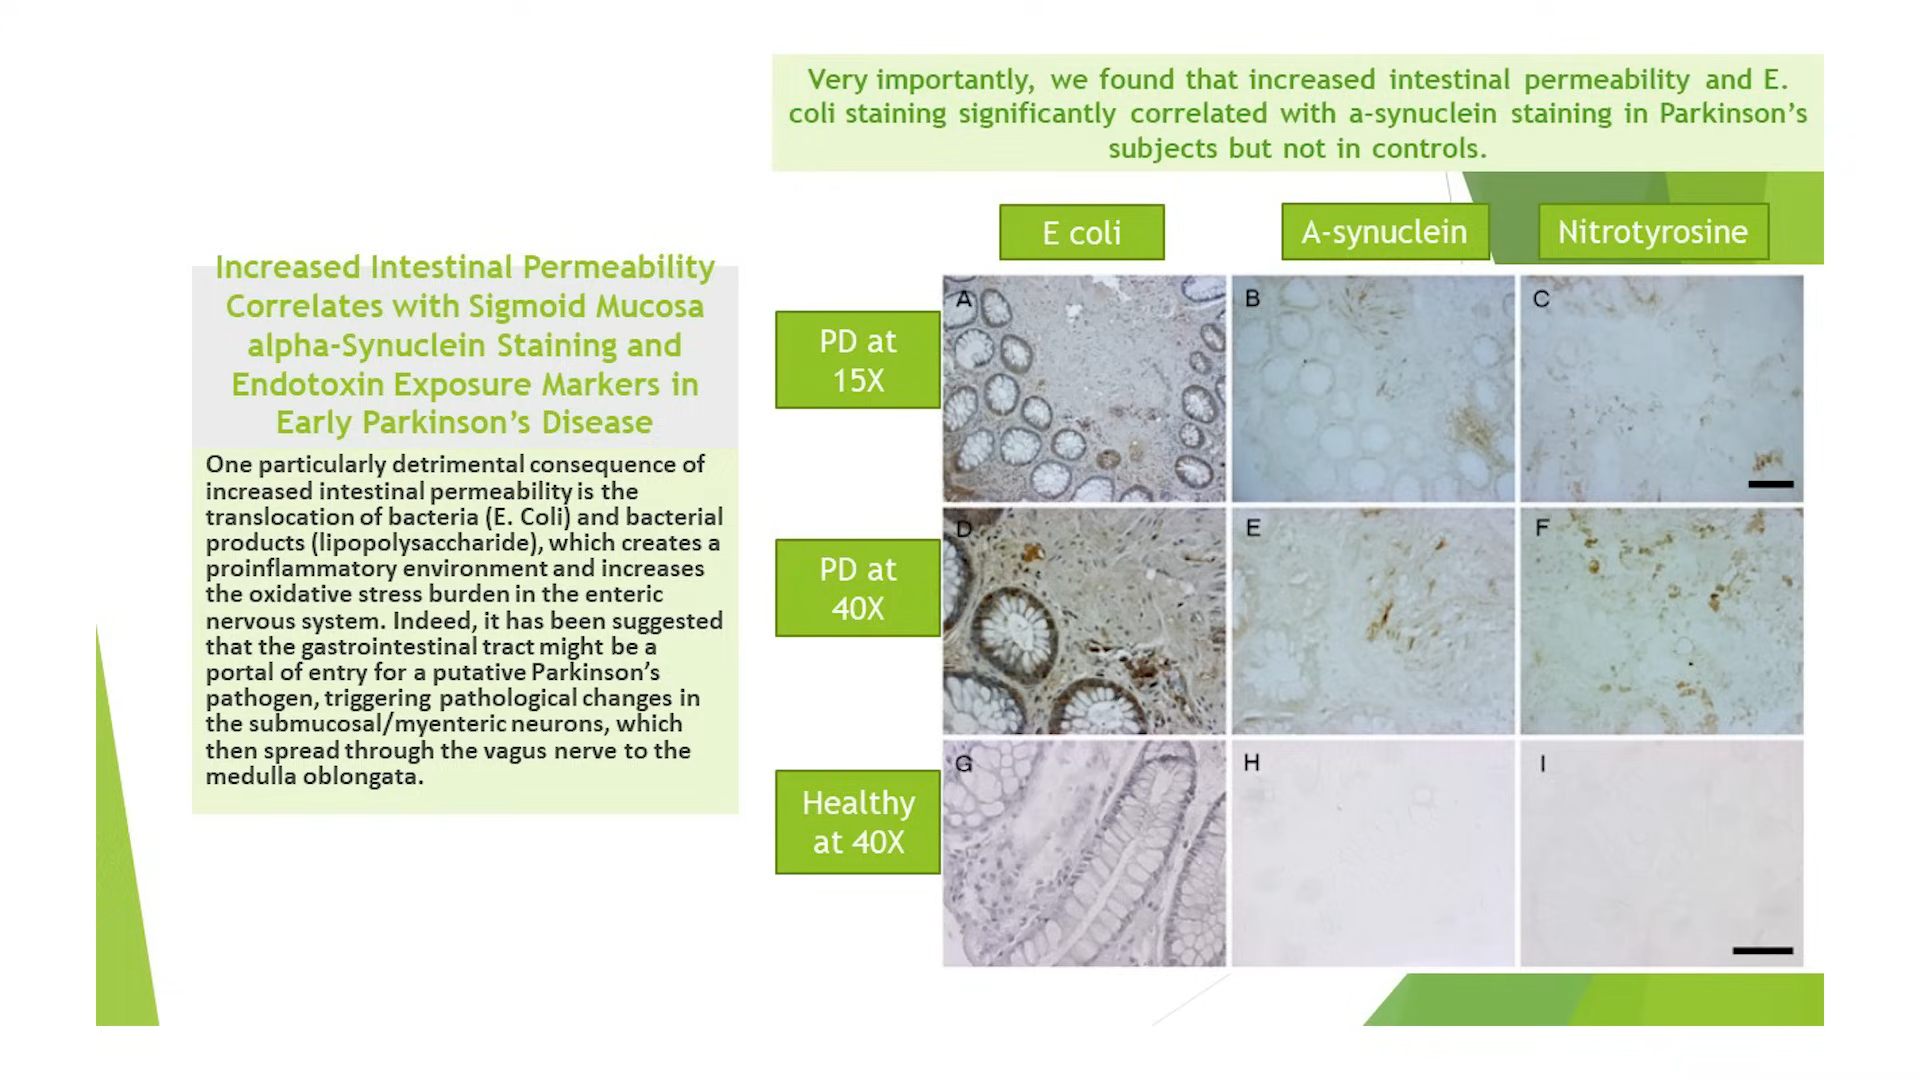 Very importantly, we found that increased intestinal permeability and E.
coli staining significantly correlated with a-synuclein staining in Parkinson's
subjects but not in controls.
Increased Intestinal Permeability
Correlates with Sigmoid Mucosa
alpha-Synuclein Staining and
Endotoxin Exposure Markers in
Early Parkinson's Disease
One particularly detrimental consequence of
increased intestinal permeability is the
translocation of bacteria (E. Coli) and bacterial
products (lipopolysaccharide), which creates a
proinflammatory environment and increases
the oxidative stress burden in the enteric
nervous system. Indeed, it has been suggested
that the gastrointestinal tract might be a
portal of entry for a putative Parkinson's
pathogen, triggering pathological changes in
the submucosal/myenteric neurons, which
then spread through the vagus nerve to the
medulla oblongata.
E coli
A-synuclein
Nitrotyrosine
PD at
15X
A
B
C
PD at
40X
D
E
F
Healthy
at 40X
G
H
I